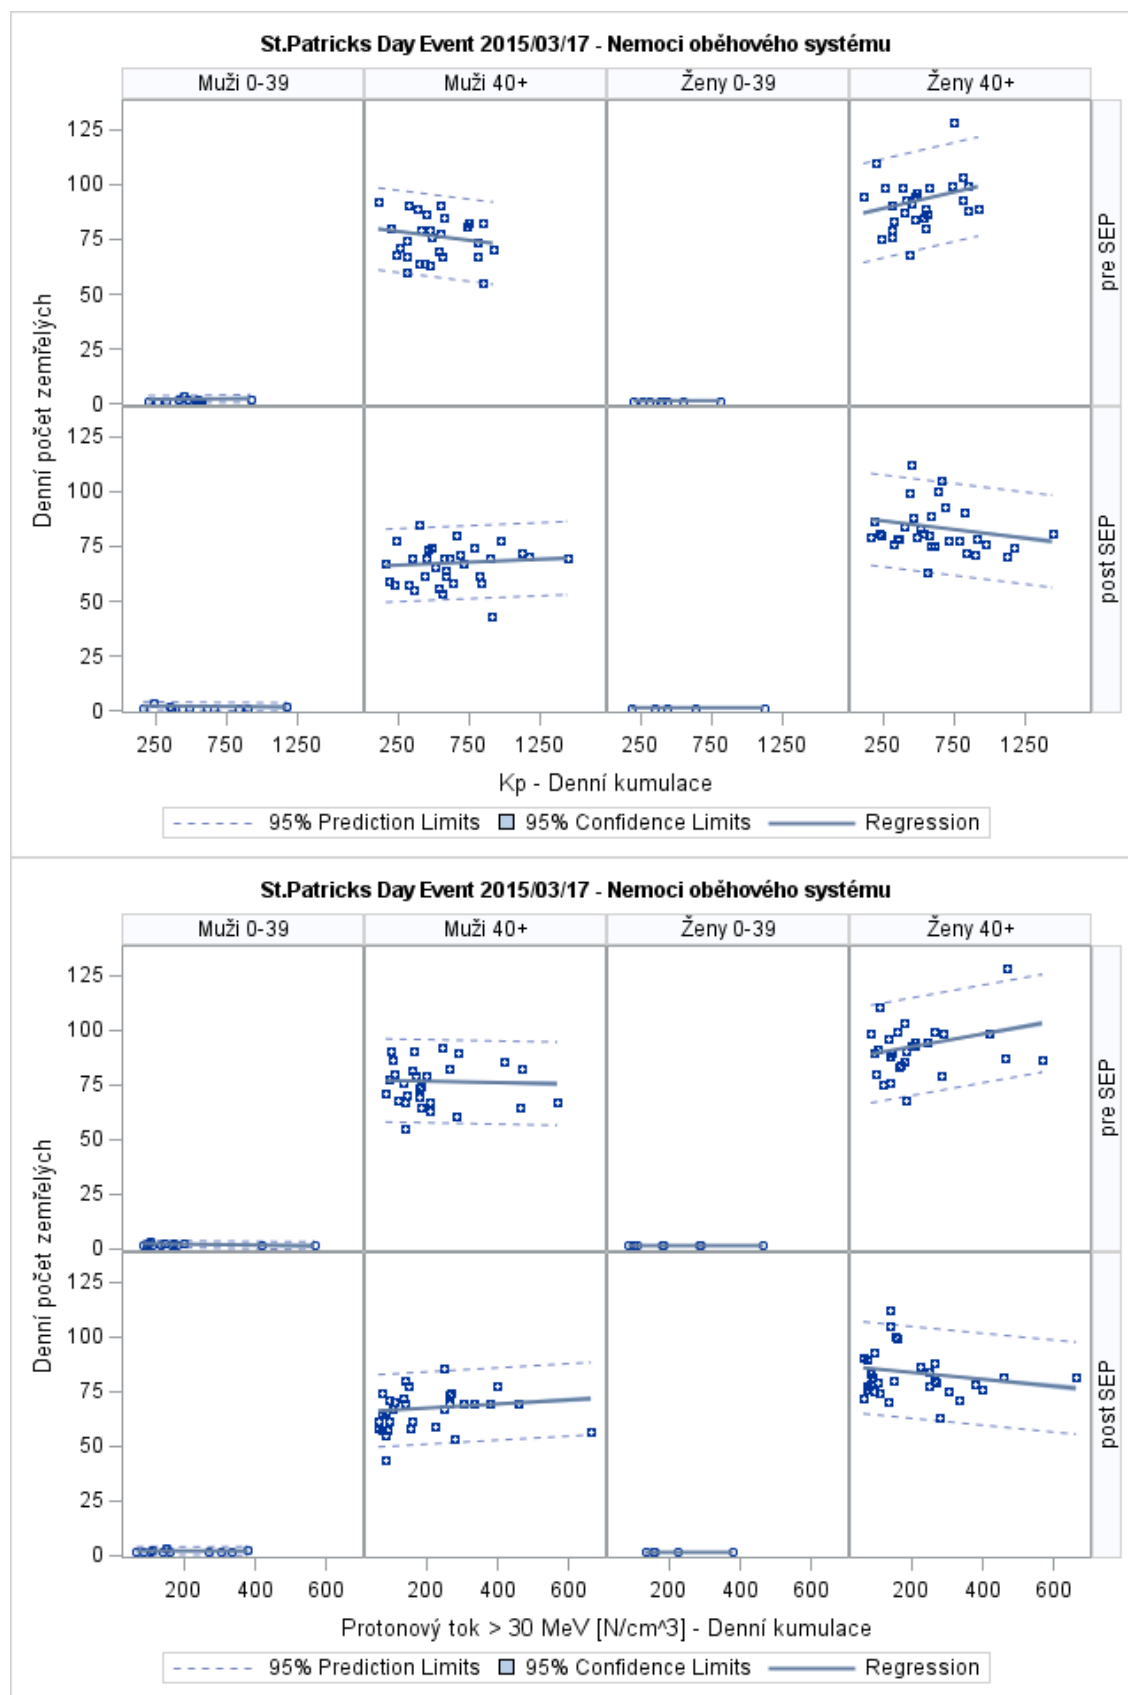 St.Patricks Day Event 2015/03/17 - Nemoci oběhového systému
Muži 0-39 Muži 40+ Ženy 0-39 Ženy 40+
Denní počet zemřelých
125
100
75
50
25
0
pre SEP
125
100
75
50
25
0
post SEP
250 750 1250 250 750 1250 250 750 1250 250 750 1250
Kp - Denní kumulace
95% Prediction Limits 95% Confidence Limits Regression
St.Patricks Day Event 2015/03/17 - Nemoci oběhového systému
Muži 0-39 Muži 40+ Ženy 0-39 Ženy 40+
Denní počet zemřelých
125
100
75
50
25
0
pre SEP
125
100
75
50
25
0
post SEP
200 400 600 200 400 600 200 400 600 200 400 600
Protonový tok > 30 MeV [N/cm^3] - Denní kumulace
95% Prediction Limits 95% Confidence Limits Regression